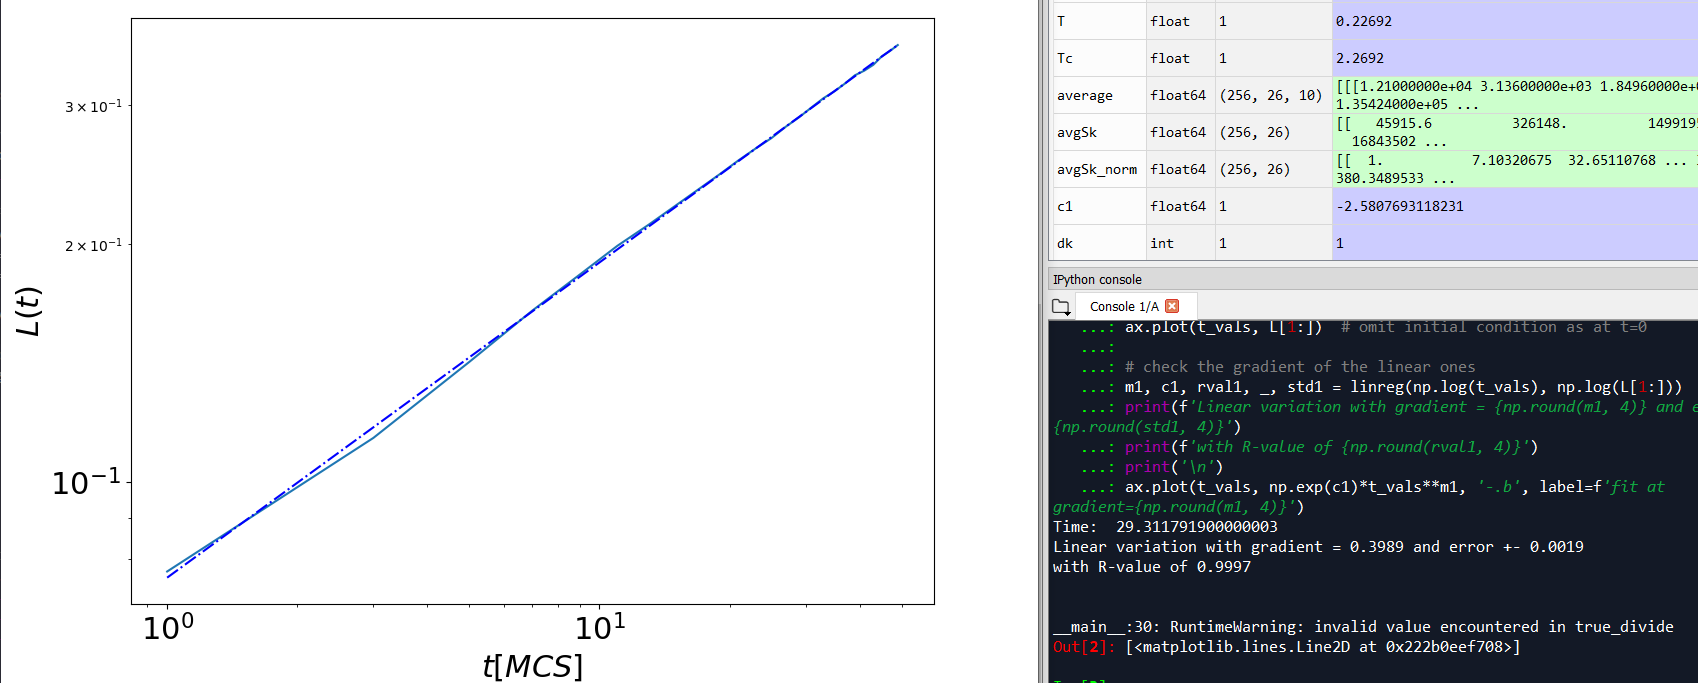 3 × 10⁻¹
2 × 10⁻¹
10⁻¹
L(t)
10⁰
10¹
t[MCS]
T float 1 0.22692
Tc float 1 2.2692
average float64 (256, 26, 10) [[[1.21000000e+04 3.13600000e+03 1.84960000e+0
1.35424000e+05 ...
avgSk float64 (256, 26) [[ 45915.6 326148. 1499195
16843502 ...
avgSk_norm float64 (256, 26) [[ 1. 7.10320675 32.65110768 ...
380.3489533 ...
c1 float64 1 -2.5807693118231
dk int 1 1
IPython console
Console 1/A
...: ax.plot(t_vals, L[1:]) # omit initial condition as at t=0
...:
...: # check the gradient of the linear ones
...: m1, c1, rval1, _, std1 = linreg(np.log(t_vals), np.log(L[1:]))
...: print(f'Linear variation with gradient = {np.round(m1, 4)} and e
{np.round(std1, 4)}')
...: print(f'with R-value of {np.round(rval1, 4)}')
...: print('\n')
...: ax.plot(t_vals, np.exp(c1)*t_vals**m1, '-.b', label=f'fit at
gradient={np.round(m1, 4)}')
Time: 29.311791900000003
Linear variation with gradient = 0.3989 and error +- 0.0019
with R-value of 0.9997
__main__:30: RuntimeWarning: invalid value encountered in true_divide
Out[2]: [<matplotlib.lines.Line2D at 0x222b0eef708>]